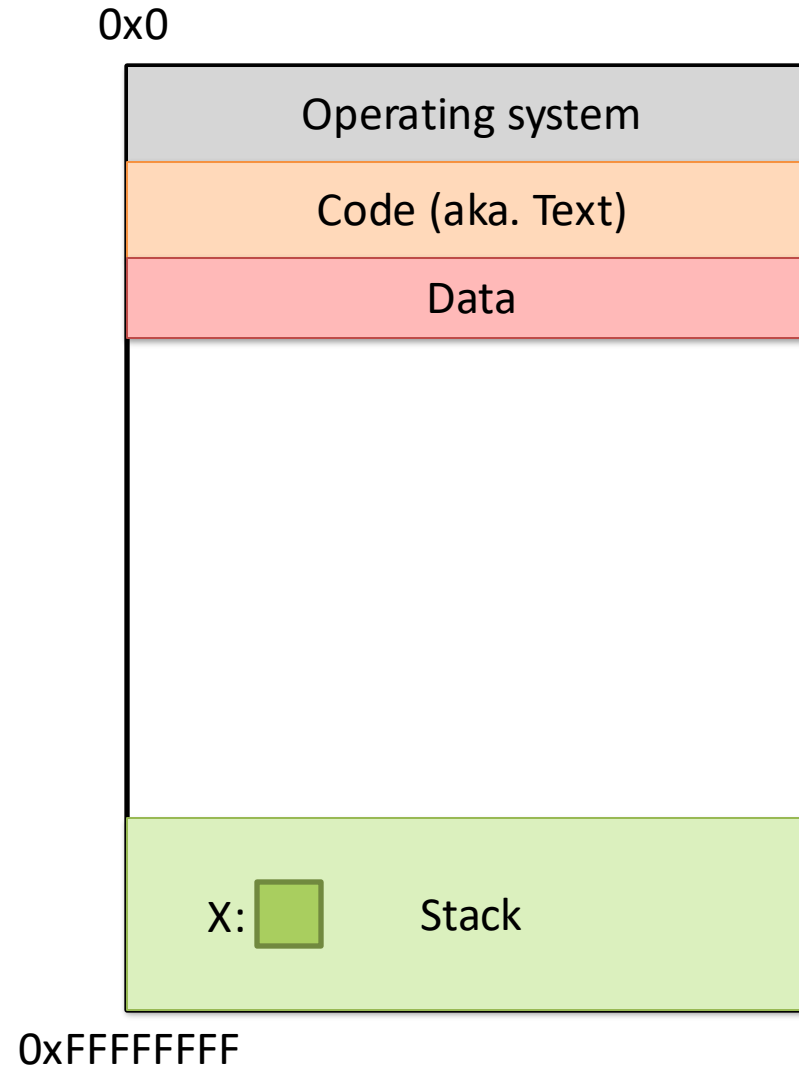 0x0
Operating system
Code (aka. Text)
Data
X: Stack
0xFFFFFFFF